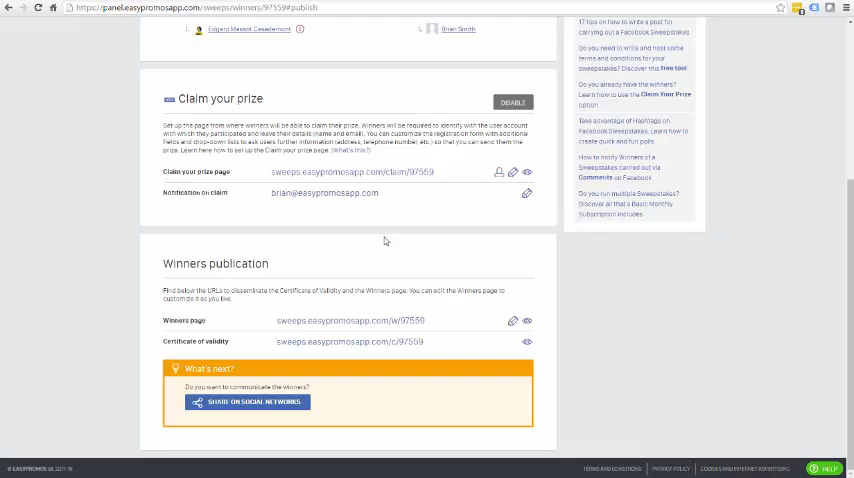 https://panel.easypromosapp.com/sweeps/winners/97559#publish
1. Edgard Massot Casademont
1. Brian Smith
Claim your prize
DISABLE
Set up the page from where winners will be able to claim their prize. Winners will be required to identify with the user account
with which they participated and leave their details (name and email). You can customize the registration form with additional
fields and drop-down lists to ask users further information (address, telephone number, etc ) so that you can send them the
prize. Learn here how to set up the Claim your prize page. (What's this?)
Claim your prize page sweeps.easypromosapp.com/claim/97559
Notification on claim brian@easypromosapp.com
Winners publication
Find below the URLs to disseminate the Certificate of Validity and the Winners page. You can edit the Winners page to
customize it as you like.
Winners page sweeps.easypromosapp.com/w/97559
Certificate of validity sweeps.easypromosapp.com/c/97559
What's next?
Do you want to communicate the winners?
SHARE ON SOCIAL NETWORKS
17 tips on how to write a post for
carrying out a Facebook Sweepstakes
Do you need to write and host some
terms and conditions for your
sweepstakes? Discover this free tool
Do you already have the winners?
Learn how to use the Claim Your Prize
option
Take advantage of Hashtags on
Facebook Sweepstakes. Learn how to
create quick and fun polls
How to notify Winners of a
Sweepstakes carried out via
Comments on Facebook
Do you run multiple Sweepstakes?
Discover all that a Basic Monthly
Subscription includes
© EASYPROMOS SL 2011-16
TERMS AND CONDITIONS
PRIVACY POLICY
COOKIES AND INTERNET ADVERTISING
HELP